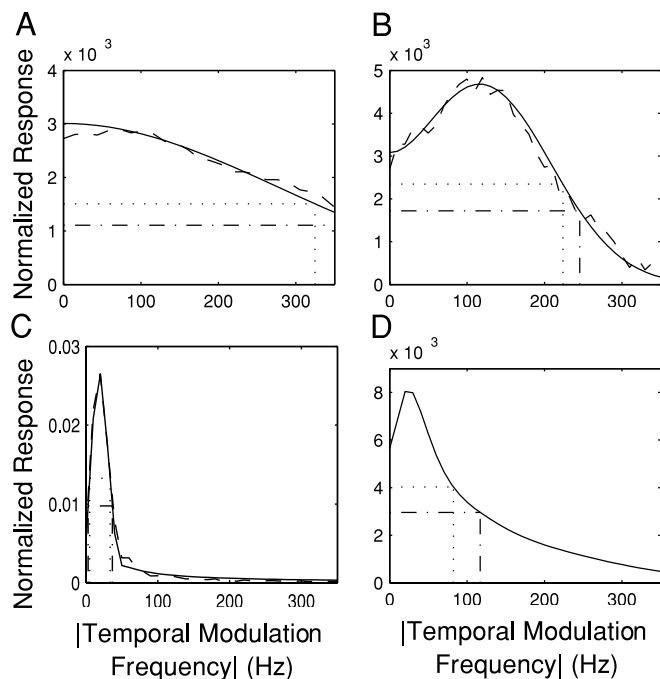 A
B
x 10 3
x 10 3
Normalized Response
4
3
2
1
0
0 100 200 300
5
4
3
2
1
0
0 100 200 300
C
D
x 10 3
Normalized Response
0.03
0.02
0.01
0
0 100 200 300
8
6
4
2
0
0 100 200 300
|Temporal Modulation
Frequency| (Hz)
|Temporal Modulation
Frequency| (Hz)